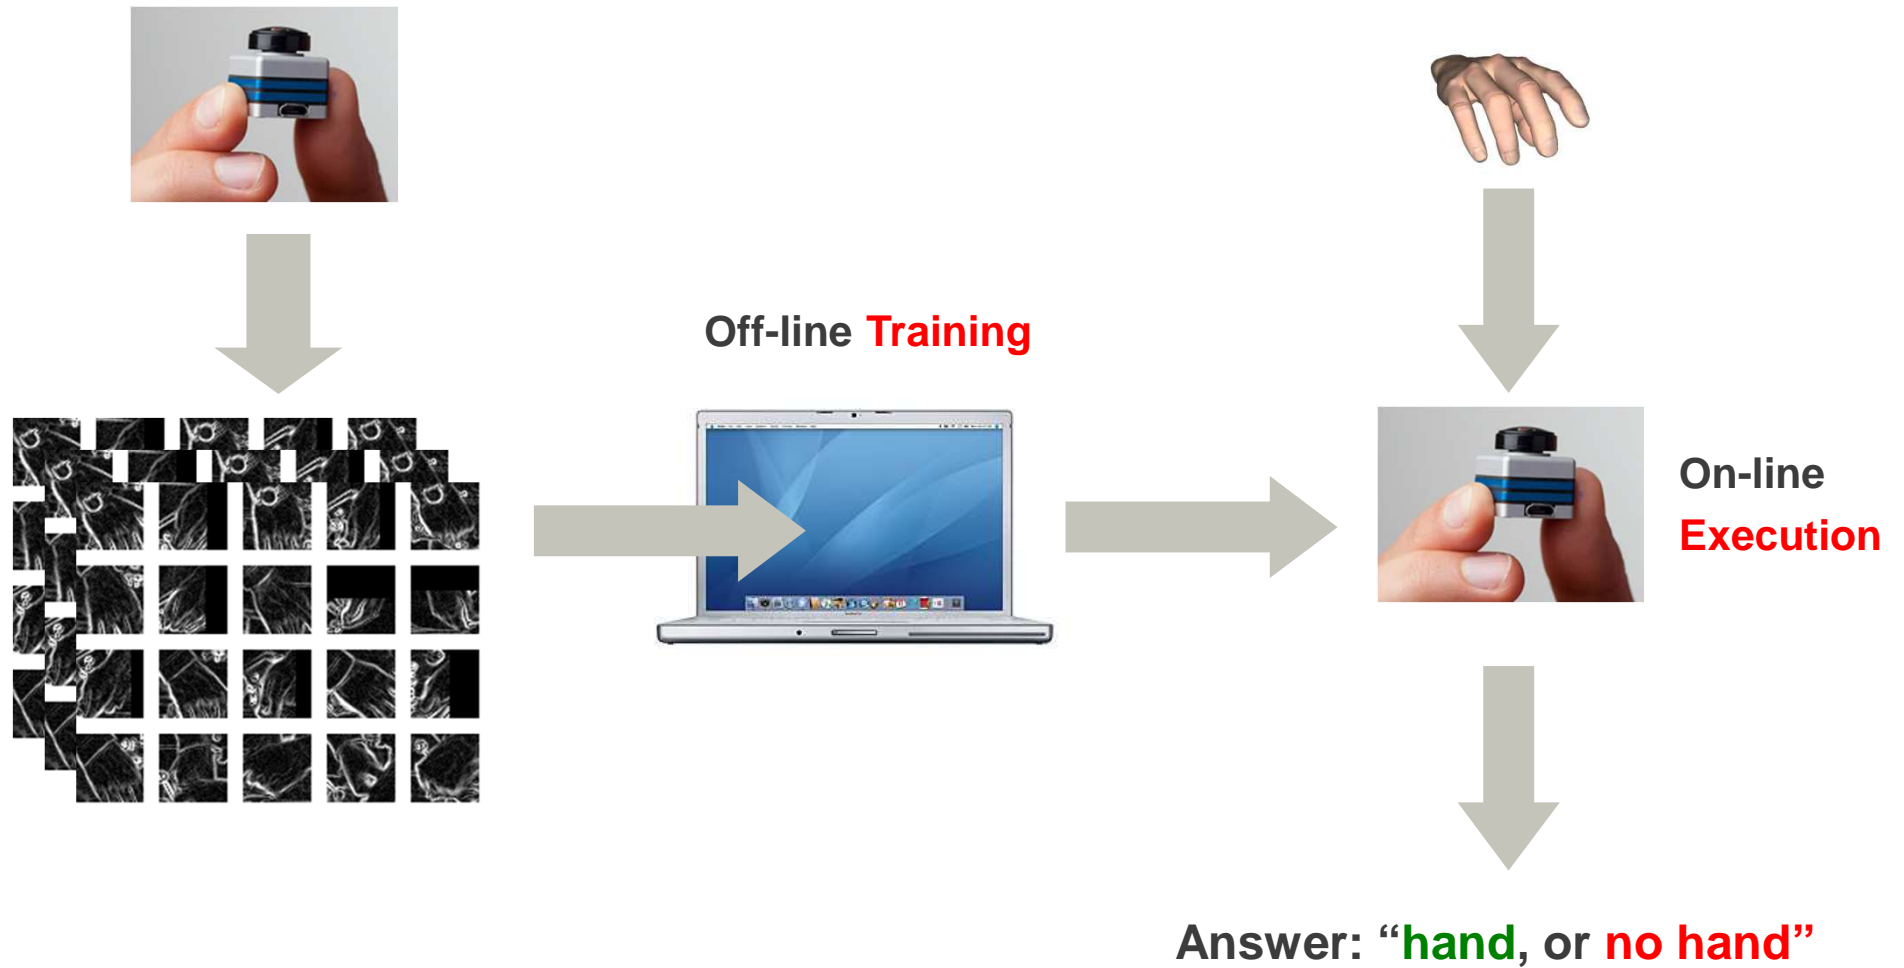 Off-line Training
On-line
Execution
Answer: “hand, or no hand”